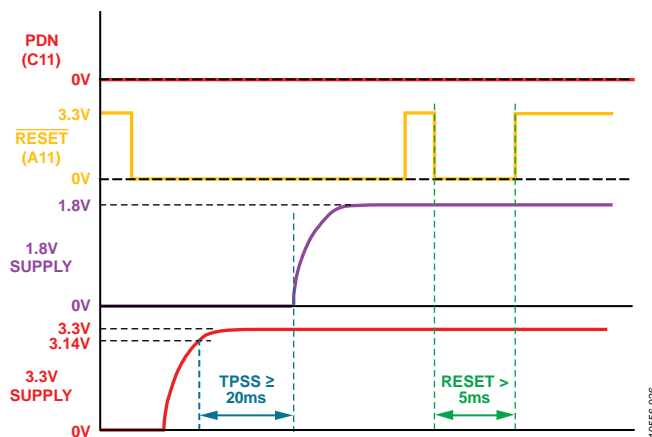 PDN
(C11)
0V
3.3V
RESET
(A11)
0V
1.8V
1.8V
SUPPLY
0V
3.3V
3.14V
3.3V
SUPPLY
0V
TPSS ≥
20ms
RESET >
5ms